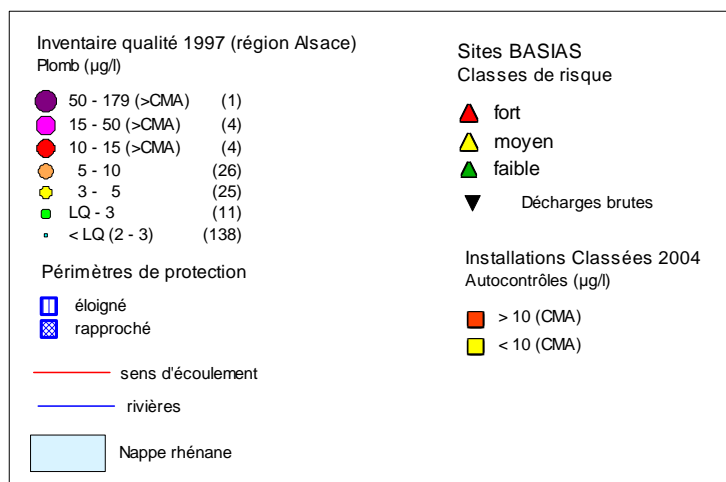 Inventaire qualité 1997 (région Alsace)
Plomb (µg/l)
50 - 179 (>CMA) (1)
15 - 50 (>CMA) (4)
10 - 15 (>CMA) (4)
5 - 10 (26)
3 - 5 (25)
LQ - 3 (11)
< LQ (2 - 3) (138)
Périmètres de protection
éloigné
rapproché
sens d'écoulement
rivières
Nappe rhénane
Sites BASIAS
Classes de risque
fort
moyen
faible
Décharges brutes
Installations Classées 2004
Autocontrôles (µg/l)
> 10 (CMA)
< 10 (CMA)